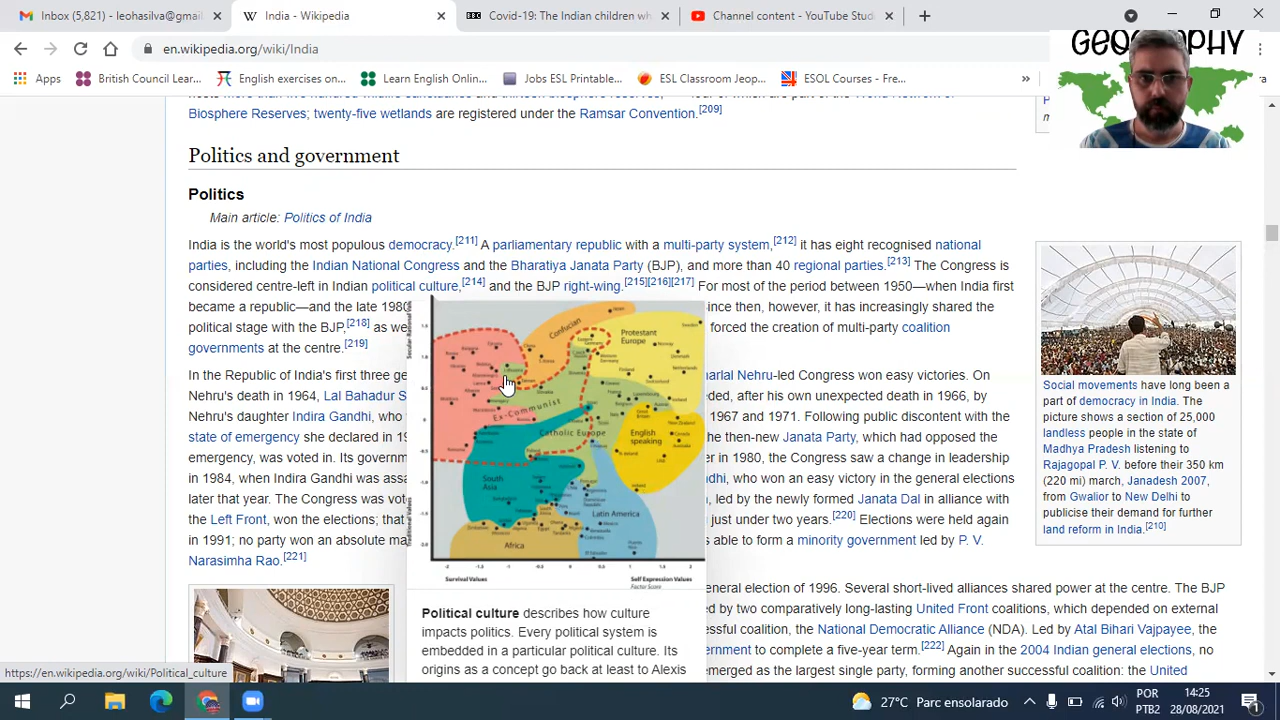 Inbox (5,821) - leohasilva@gmail
India - Wikipedia
Covid-19: The Indian children wh
Channel content - YouTube Stud
en.wikipedia.org/wiki/India
GEOGRAPHY
Apps
British Council Lear...
English exercises on...
Learn English Onlin...
Jobs ESL Printable...
ESL Classroom Jeop...
ESOL Courses - Fre...
»
Biosphere Reserves; twenty-five wetlands are registered under the Ramsar Convention.[209]
Politics and government
Politics
Main article: Politics of India
India is the world's most populous democracy.[211] A parliamentary republic with a multi-party system,[212] it has eight recognised national
parties, including the Indian National Congress and the Bharatiya Janata Party (BJP), and more than 40 regional parties.[213] The Congress is
considered centre-left in Indian political culture,[214] and the BJP right-wing.[215][216][217] For most of the period between 1950—when India first
became a republic—and the late 1980 since then, however, it has increasingly shared the
political stage with the BJP,[218] as we forced the creation of multi-party coalition
governments at the centre.[219]
In the Republic of India's first three ge arlal Nehru-led Congress won easy victories. On
Nehru's death in 1964, Lal Bahadur S eded, after his own unexpected death in 1966, by
Nehru's daughter Indira Gandhi, who 1967 and 1971. Following public discontent with the
state of emergency she declared in 19 he then-new Janata Party, which had opposed the
emergency, was voted in. Its governm er in 1980, the Congress saw a change in leadership
in 1984, when Indira Gandhi was assa dhi, who won an easy victory in the general elections
later that year. The Congress was vot , led by the newly formed Janata Dal in alliance with
the Left Front, won the elections; that just under two years.[220] Elections were held again
in 1991; no party won an absolute ma able to form a minority government led by P. V.
Narasimha Rao.[221]
eneral election of 1996. Several short-lived alliances shared power at the centre. The BJP
ed by two comparatively long-lasting United Front coalitions, which depended on external
ssful coalition, the National Democratic Alliance (NDA). Led by Atal Bihari Vajpayee, the
ernment to complete a five-year term.[222] Again in the 2004 Indian general elections, no
emerged as the largest single party, forming another successful coalition: the United
Confucian
Protestant
Europe
Ex-Communist
Catholic Europe
English
speaking
South
Asia
Latin America
Africa
Survival Values
Self Expression Values
Factor Score
Political culture describes how culture
impacts politics. Every political system is
embedded in a particular political culture. Its
origins as a concept go back at least to Alexis
Social movements have long been a
part of democracy in India. The
picture shows a section of 25,000
landless people in the state of
Madhya Pradesh listening to
Rajagopal P. V. before their 350 km
(220 mi) march, Janadesh 2007,
from Gwalior to New Delhi to
publicise their demand for further
land reform in India.[210]
https://en.wikipedia.org/wiki/Political_culture
27°C Parc ensolarado
POR
PTB2
14:25
28/08/2021